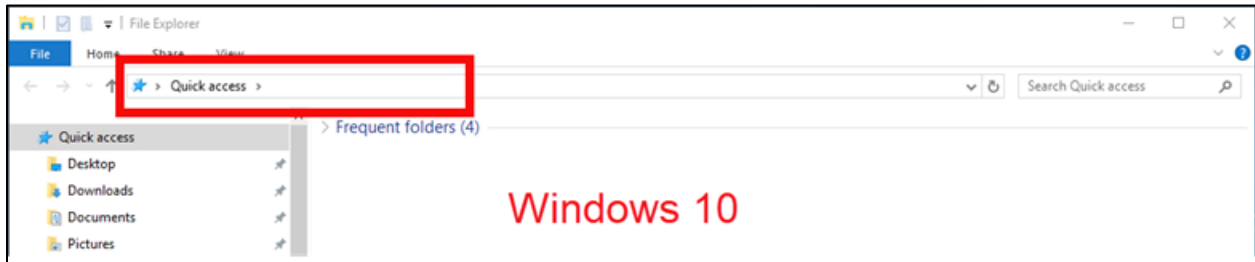 File Explorer
File Home Share View
Quick access
Search Quick access
Quick access
Frequent folders (4)
Desktop
Downloads
Documents
Pictures
Windows 10